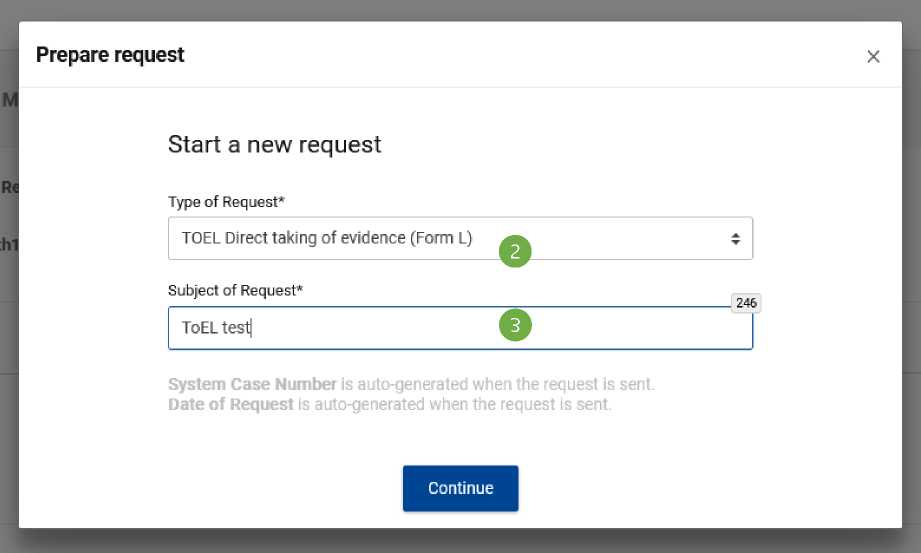 Prepare request
M
Start a new request
Re
Type of Request*
TOEL Direct taking of evidence (Form L)
2
th1
Subject of Request*
246
ToEL test
3
System Case Number is auto-generated when the request is sent.
Date of Request is auto-generated when the request is sent.
Continue